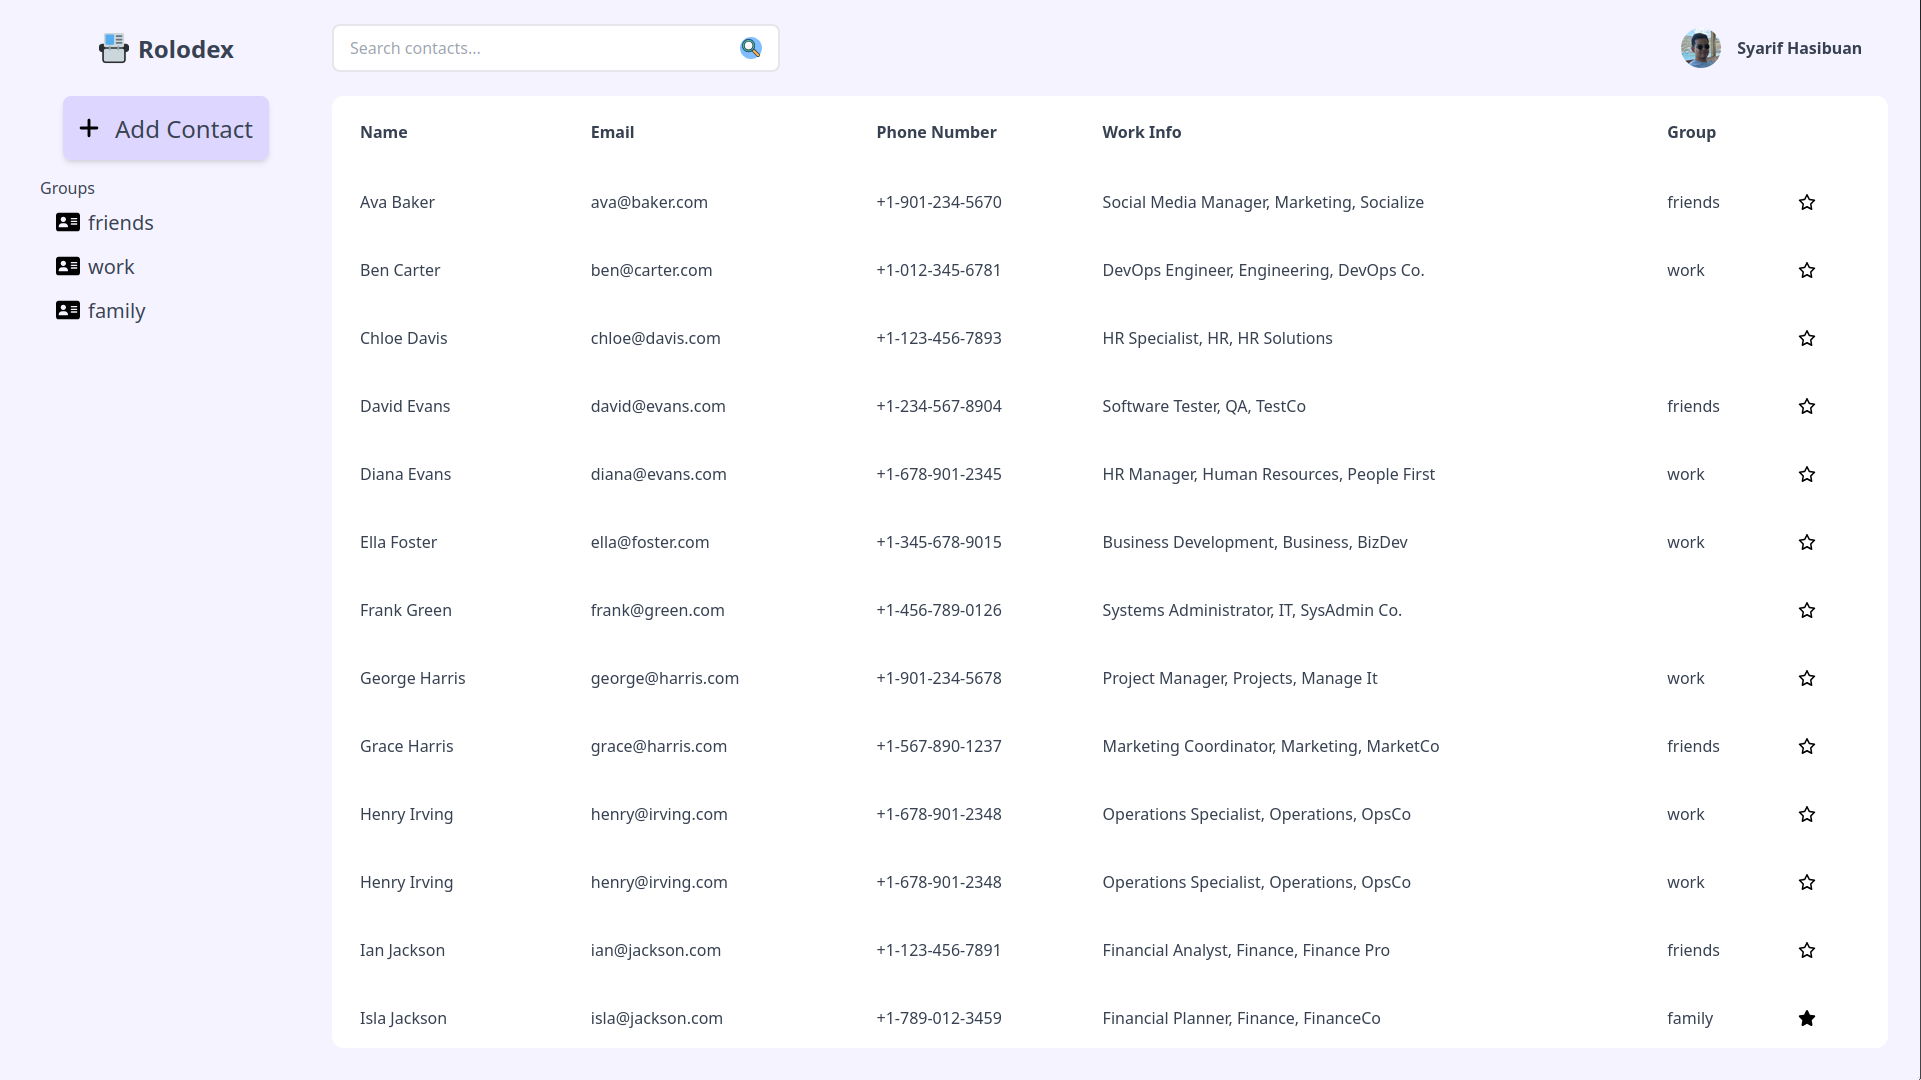 Rolodex
Search contacts...
Syarif Hasibuan
Add Contact
Groups
friends
work
family
Name Email Phone Number Work Info Group
Ava Baker ava@baker.com +1-901-234-5670 Social Media Manager, Marketing, Socialize friends
Ben Carter ben@carter.com +1-012-345-6781 DevOps Engineer, Engineering, DevOps Co. work
Chloe Davis chloe@davis.com +1-123-456-7893 HR Specialist, HR, HR Solutions
David Evans david@evans.com +1-234-567-8904 Software Tester, QA, TestCo friends
Diana Evans diana@evans.com +1-678-901-2345 HR Manager, Human Resources, People First work
Ella Foster ella@foster.com +1-345-678-9015 Business Development, Business, BizDev work
Frank Green frank@green.com +1-456-789-0126 Systems Administrator, IT, SysAdmin Co.
George Harris george@harris.com +1-901-234-5678 Project Manager, Projects, Manage It work
Grace Harris grace@harris.com +1-567-890-1237 Marketing Coordinator, Marketing, MarketCo friends
Henry Irving henry@irving.com +1-678-901-2348 Operations Specialist, Operations, OpsCo work
Henry Irving henry@irving.com +1-678-901-2348 Operations Specialist, Operations, OpsCo work
Ian Jackson ian@jackson.com +1-123-456-7891 Financial Analyst, Finance, Finance Pro friends
Isla Jackson isla@jackson.com +1-789-012-3459 Financial Planner, Finance, FinanceCo family